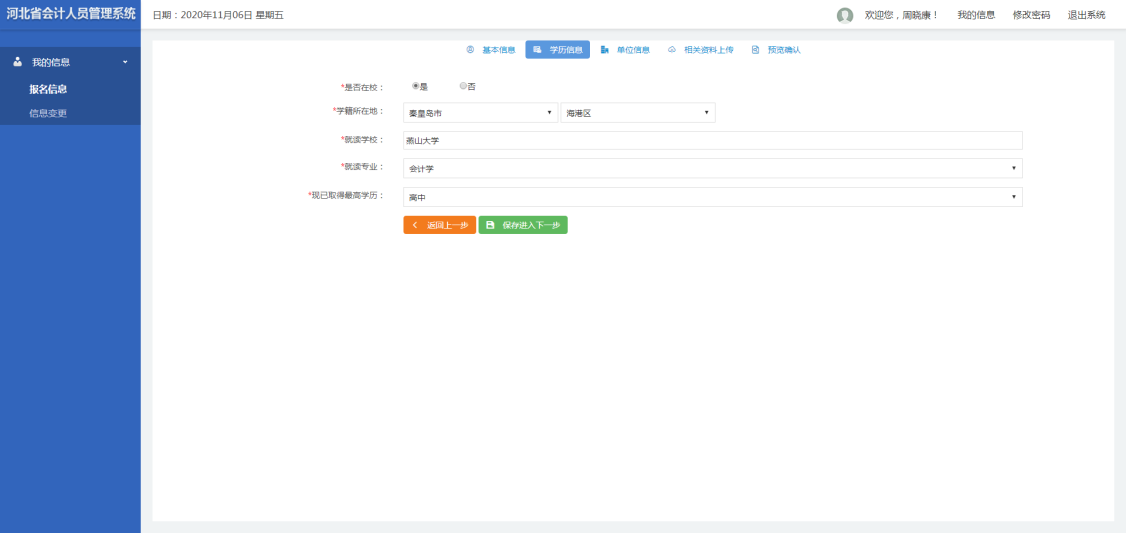 河北省会计人员管理系统
日期：2020年11月06日 星期五
欢迎您，周晓康！ 我的信息 修改密码 退出系统
我的信息
报名信息
信息变更
基本信息 学历信息 单位信息 相关资料上传 预览确认
*是否在校： 是 否
*学籍所在地： 秦皇岛市 海港区
*就读学校： 燕山大学
*就读专业： 会计学
*现已取得最高学历： 高中
返回上一步 保存进入下一步